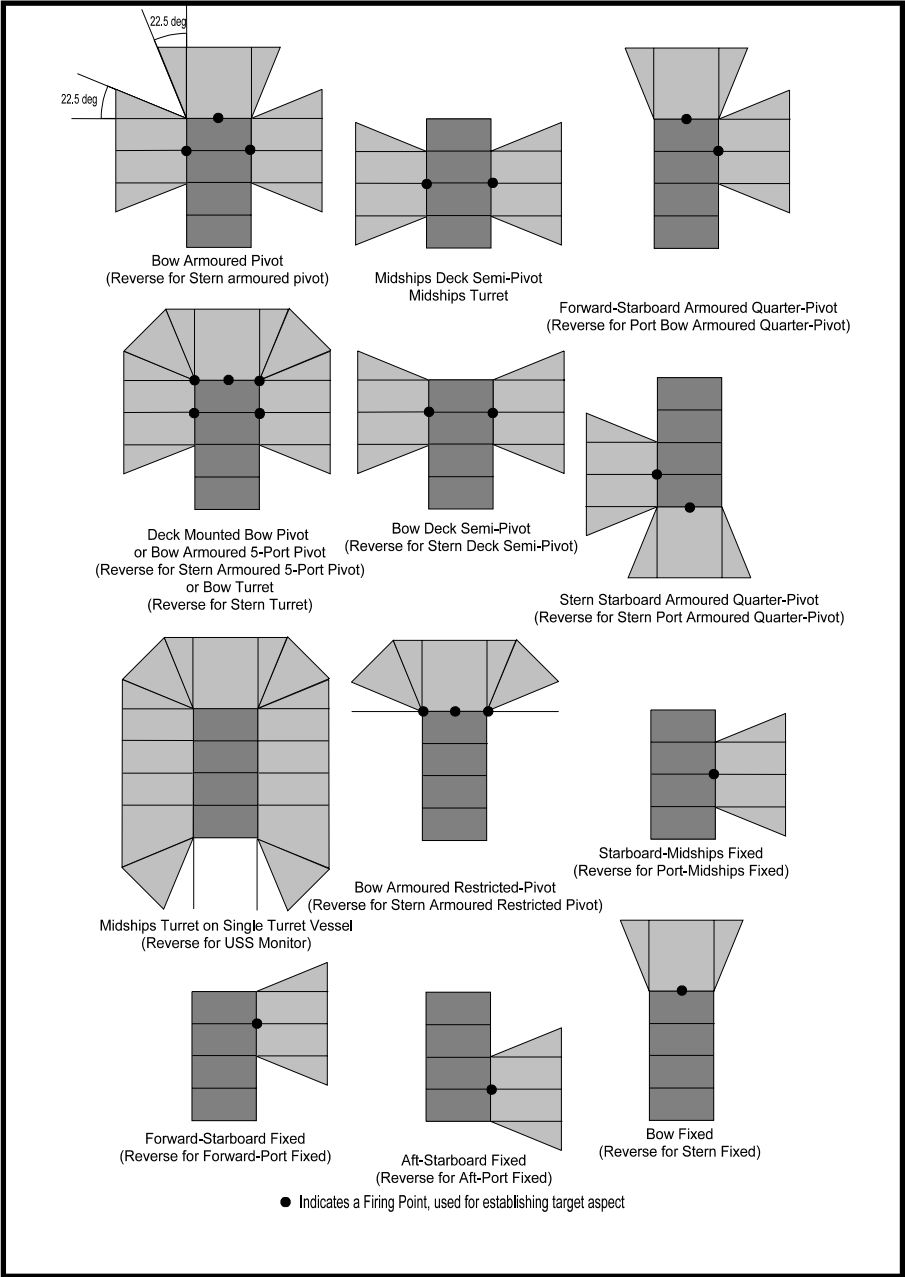 22.5 deg
22.5 deg
Bow Armoured Pivot
(Reverse for Stern armoured pivot)
Midships Deck Semi-Pivot
Midships Turret
Forward-Starboard Armoured Quarter-Pivot
(Reverse for Port Bow Armoured Quarter-Pivot)
Deck Mounted Bow Pivot
or Bow Armoured 5-Port Pivot
(Reverse for Stern Armoured 5-Port Pivot)
or Bow Turret
(Reverse for Stern Turret)
Bow Deck Semi-Pivot
(Reverse for Stern Deck Semi-Pivot)
Stern Starboard Armoured Quarter-Pivot
(Reverse for Stern Port Armoured Quarter-Pivot)
Midships Turret on Single Turret Vessel
(Reverse for USS Monitor)
Bow Armoured Restricted-Pivot
(Reverse for Stern Armoured Restricted Pivot)
Starboard-Midships Fixed
(Reverse for Port-Midships Fixed)
Forward-Starboard Fixed
(Reverse for Forward-Port Fixed)
Aft-Starboard Fixed
(Reverse for Aft-Port Fixed)
Bow Fixed
(Reverse for Stern Fixed)
Indicates a Firing Point, used for establishing target aspect